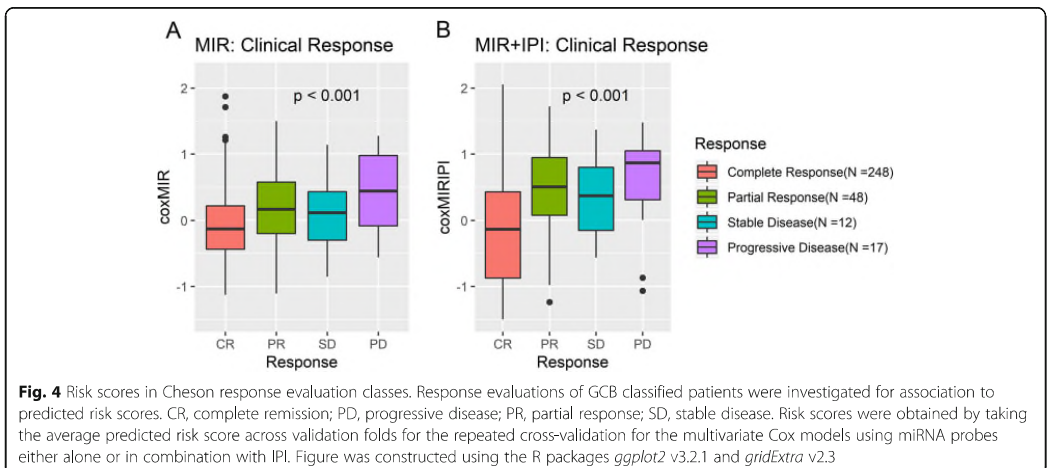 A
MIR: Clinical Response
p < 0.001
2
1
0
-1
coxMIR
CR PR SD PD
Response
B
MIR+IPI: Clinical Response
p < 0.001
2
1
0
-1
coxMIRIPI
CR PR SD PD
Response
Response
Complete Response(N =248)
Partial Response(N =48)
Stable Disease(N =12)
Progressive Disease(N =17)
Fig. 4 Risk scores in Cheson response evaluation classes. Response evaluations of GCB classified patients were investigated for association to
predicted risk scores. CR, complete remission; PD, progressive disease; PR, partial response; SD, stable disease. Risk scores were obtained by taking
the average predicted risk score across validation folds for the repeated cross-validation for the multivariate Cox models using miRNA probes
either alone or in combination with IPI. Figure was constructed using the R packages ggplot2 v3.2.1 and gridExtra v2.3